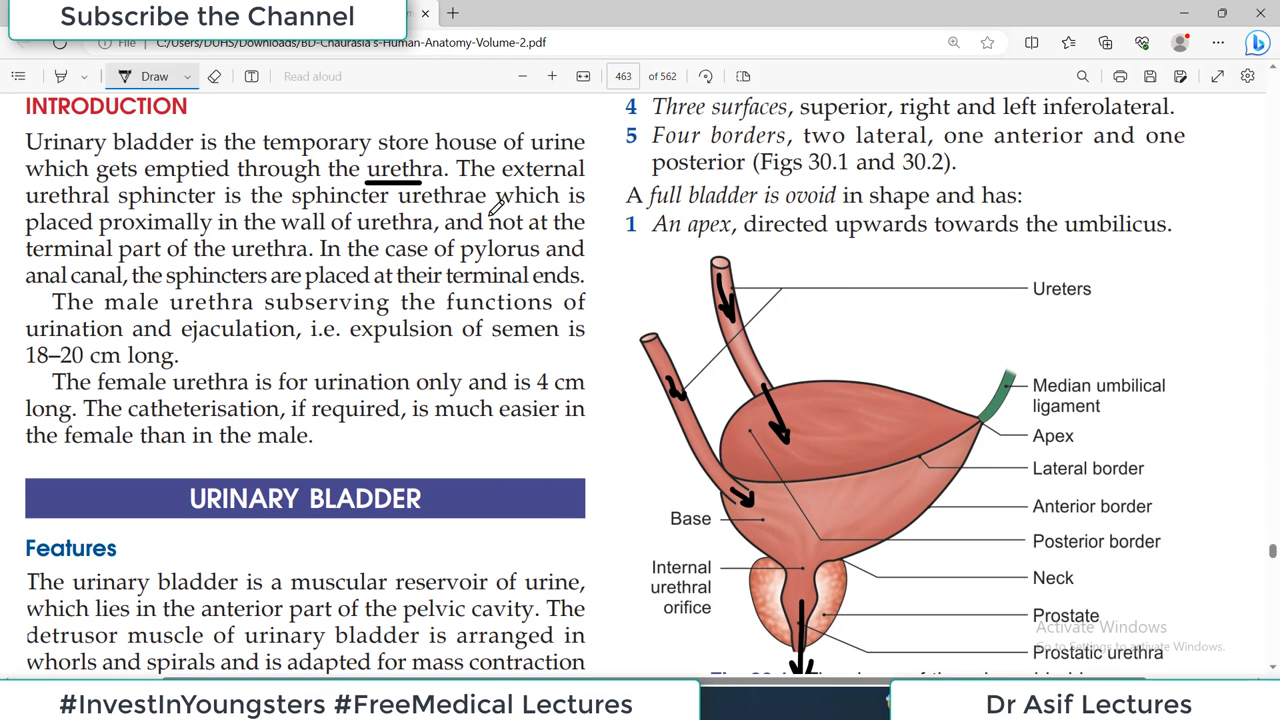 Subscribe the Channel
File
C:/Users/DUHS/Downloads/BD-Chaurasia's-Human-Anatomy-Volume-2.pdf
Draw
Read aloud
463
of 562
INTRODUCTION
Urinary bladder is the temporary store house of urine
which gets emptied through the urethra. The external
urethral sphincter is the sphincter urethrae which is
placed proximally in the wall of urethra, and not at the
terminal part of the urethra. In the case of pylorus and
anal canal, the sphincters are placed at their terminal ends.
The male urethra subserving the functions of
urination and ejaculation, i.e. expulsion of semen is
18–20 cm long.
The female urethra is for urination only and is 4 cm
long. The catheterisation, if required, is much easier in
the female than in the male.
URINARY BLADDER
Features
The urinary bladder is a muscular reservoir of urine,
which lies in the anterior part of the pelvic cavity. The
detrusor muscle of urinary bladder is arranged in
whorls and spirals and is adapted for mass contraction
4 Three surfaces, superior, right and left inferolateral.
5 Four borders, two lateral, one anterior and one
posterior (Figs 30.1 and 30.2).
A full bladder is ovoid in shape and has:
1 An apex, directed upwards towards the umbilicus.
Ureters
Median umbilical
ligament
Apex
Lateral border
Anterior border
Posterior border
Neck
Prostate
Prostatic urethra
Base
Internal
urethral
orifice
Activate Windows
Go to Settings to activate Windows.
#InvestInYoungsters #FreeMedical Lectures
Dr Asif Lectures